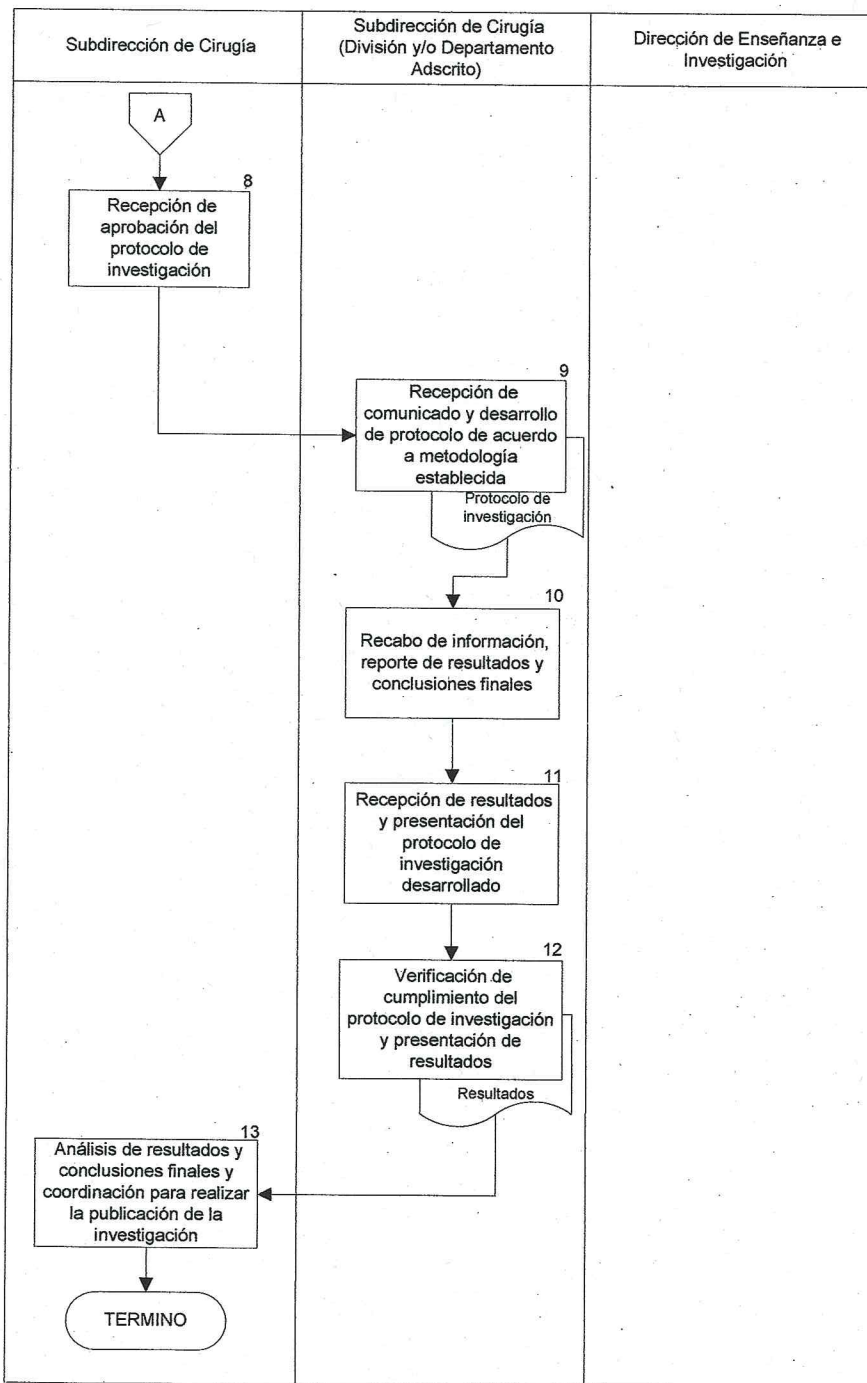 Subdirección de Cirugía
Subdirección de Cirugía
(División y/o Departamento
Adscrito)
Dirección de Enseñanza e
Investigación
A
8
Recepción de
aprobación del
protocolo de
investigación
9
Recepción de
comunicado y desarrollo
de protocolo de acuerdo
a metodología
establecida
Protocolo de
investigación
10
Recabo de información,
reporte de resultados y
conclusiones finales
11
Recepción de resultados
y presentación del
protocolo de
investigación
desarrollado
12
Verificación de
cumplimiento del
protocolo de investigación
y presentación de
resultados
Resultados
13
Análisis de resultados y
conclusiones finales y
coordinación para realizar
la publicación de la
investigación
TERMINO